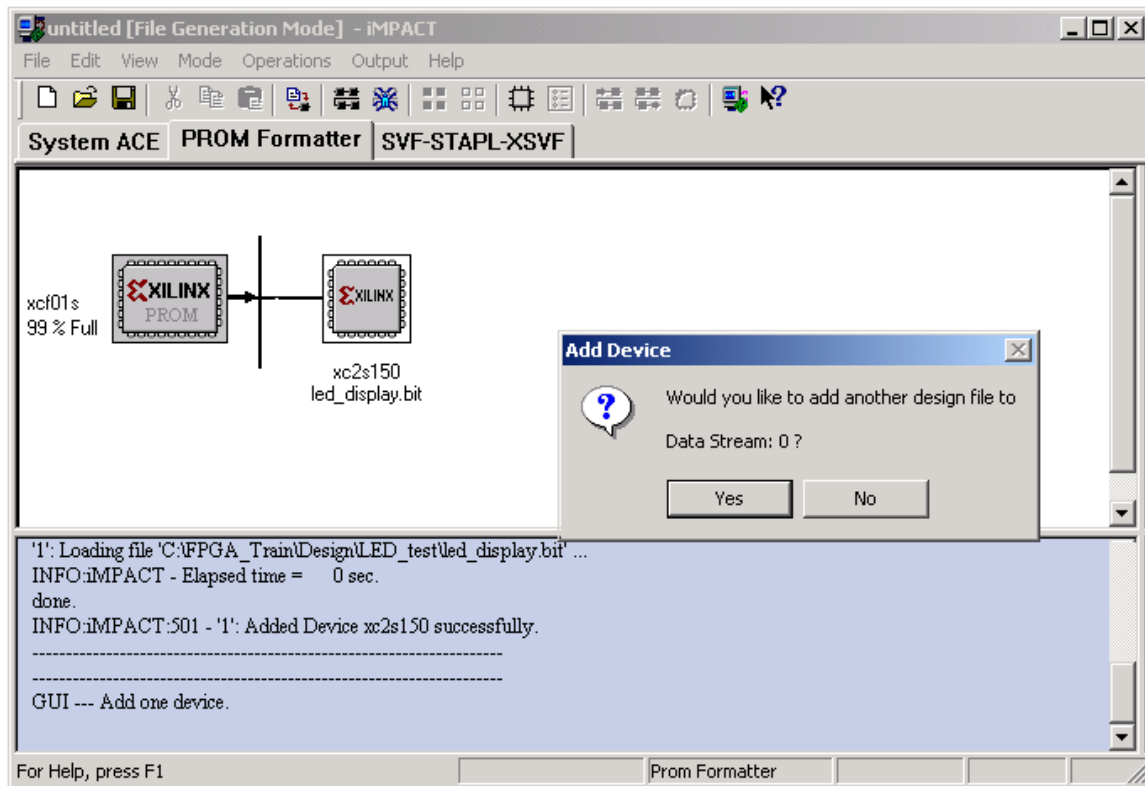 untitled [File Generation Mode] - iMPACT
File Edit View Mode Operations Output Help
System ACE PROM Formatter SVF-STAPL-XSVF
xcf01s
99 % Full
XILINX
PROM
XILINX
xc2s150
led_display.bit
Add Device
Would you like to add another design file to
Data Stream: 0 ?
Yes No
'1': Loading file 'C:\FPGA_Train\Design\LED_test\led_display.bit' ...
INFO:iMPACT - Elapsed time = 0 sec.
done.
INFO:iMPACT:501 - '1': Added Device xc2s150 successfully.
----------------------------------------------------------------------
----------------------------------------------------------------------
GUI --- Add one device.
For Help, press F1 Prom Formatter